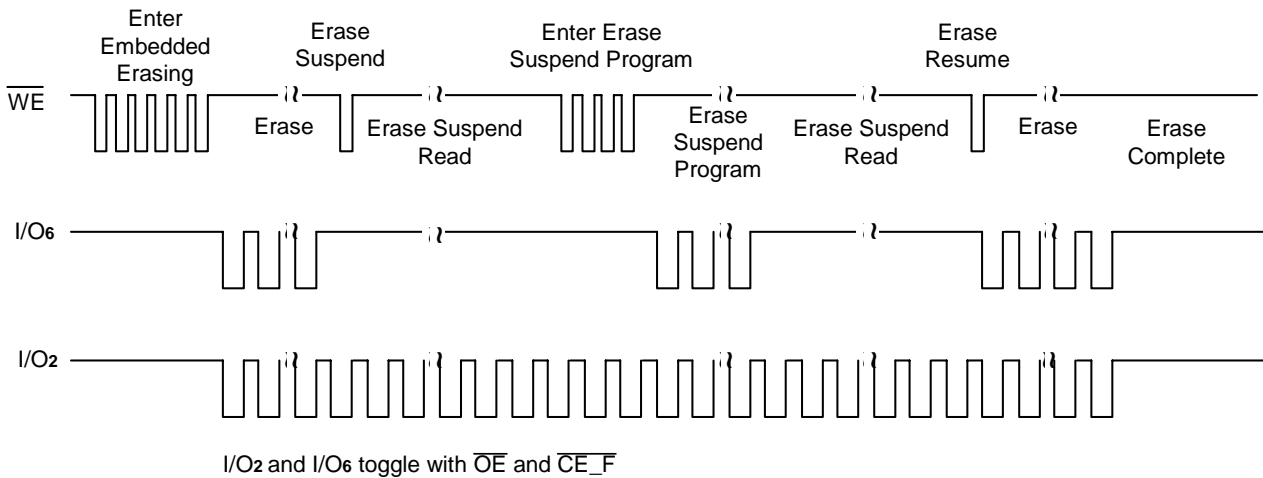 Enter
Embedded
Erasing
Erase
Suspend
Enter Erase
Suspend Program
Erase
Resume
WE
Erase
Erase Suspend
Read
Erase
Suspend
Program
Erase Suspend
Read
Erase
Erase
Complete
I/O6
I/O2
I/O2 and I/O6 toggle with OE and CE_F